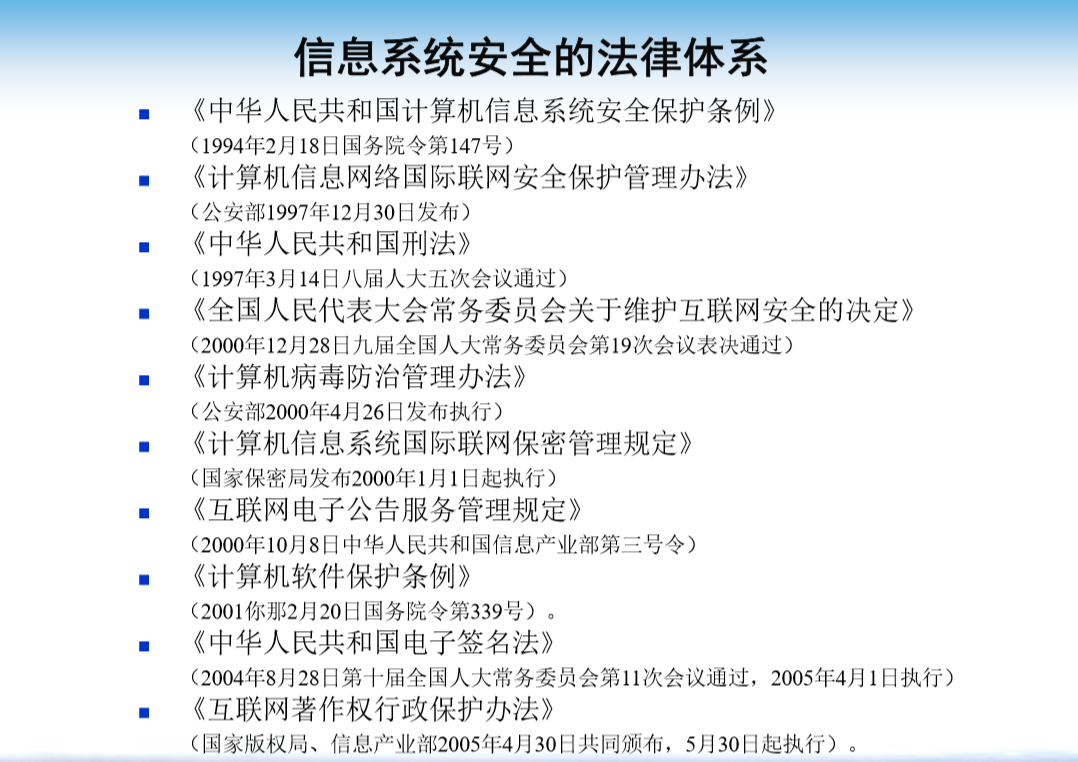 信息系统安全的法律体系
《中华人民共和国计算机信息系统安全保护条例》
（1994年2月18日国务院令第147号）
《计算机信息网络国际联网安全保护管理办法》
（公安部1997年12月30日发布）
《中华人民共和国刑法》
（1997年3月14日八届人大五次会议通过）
《全国人民代表大会常务委员会关于维护互联网安全的决定》
（2000年12月28日九届全国人大常务委员会第19次会议表决通过）
《计算机病毒防治管理办法》
（公安部2000年4月26日发布执行）
《计算机信息系统国际联网保密管理规定》
（国家保密局发布2000年1月1日起执行）
《互联网电子公告服务管理规定》
（2000年10月8日中华人民共和国信息产业部第三号令）
《计算机软件保护条例》
（2001你那2月20日国务院令第339号）。
《中华人民共和国电子签名法》
（2004年8月28日第十届全国人大常务委员会第11次会议通过，2005年4月1日执行）
《互联网著作权行政保护办法》
（国家版权局、信息产业部2005年4月30日共同颁布，5月30日起执行）。